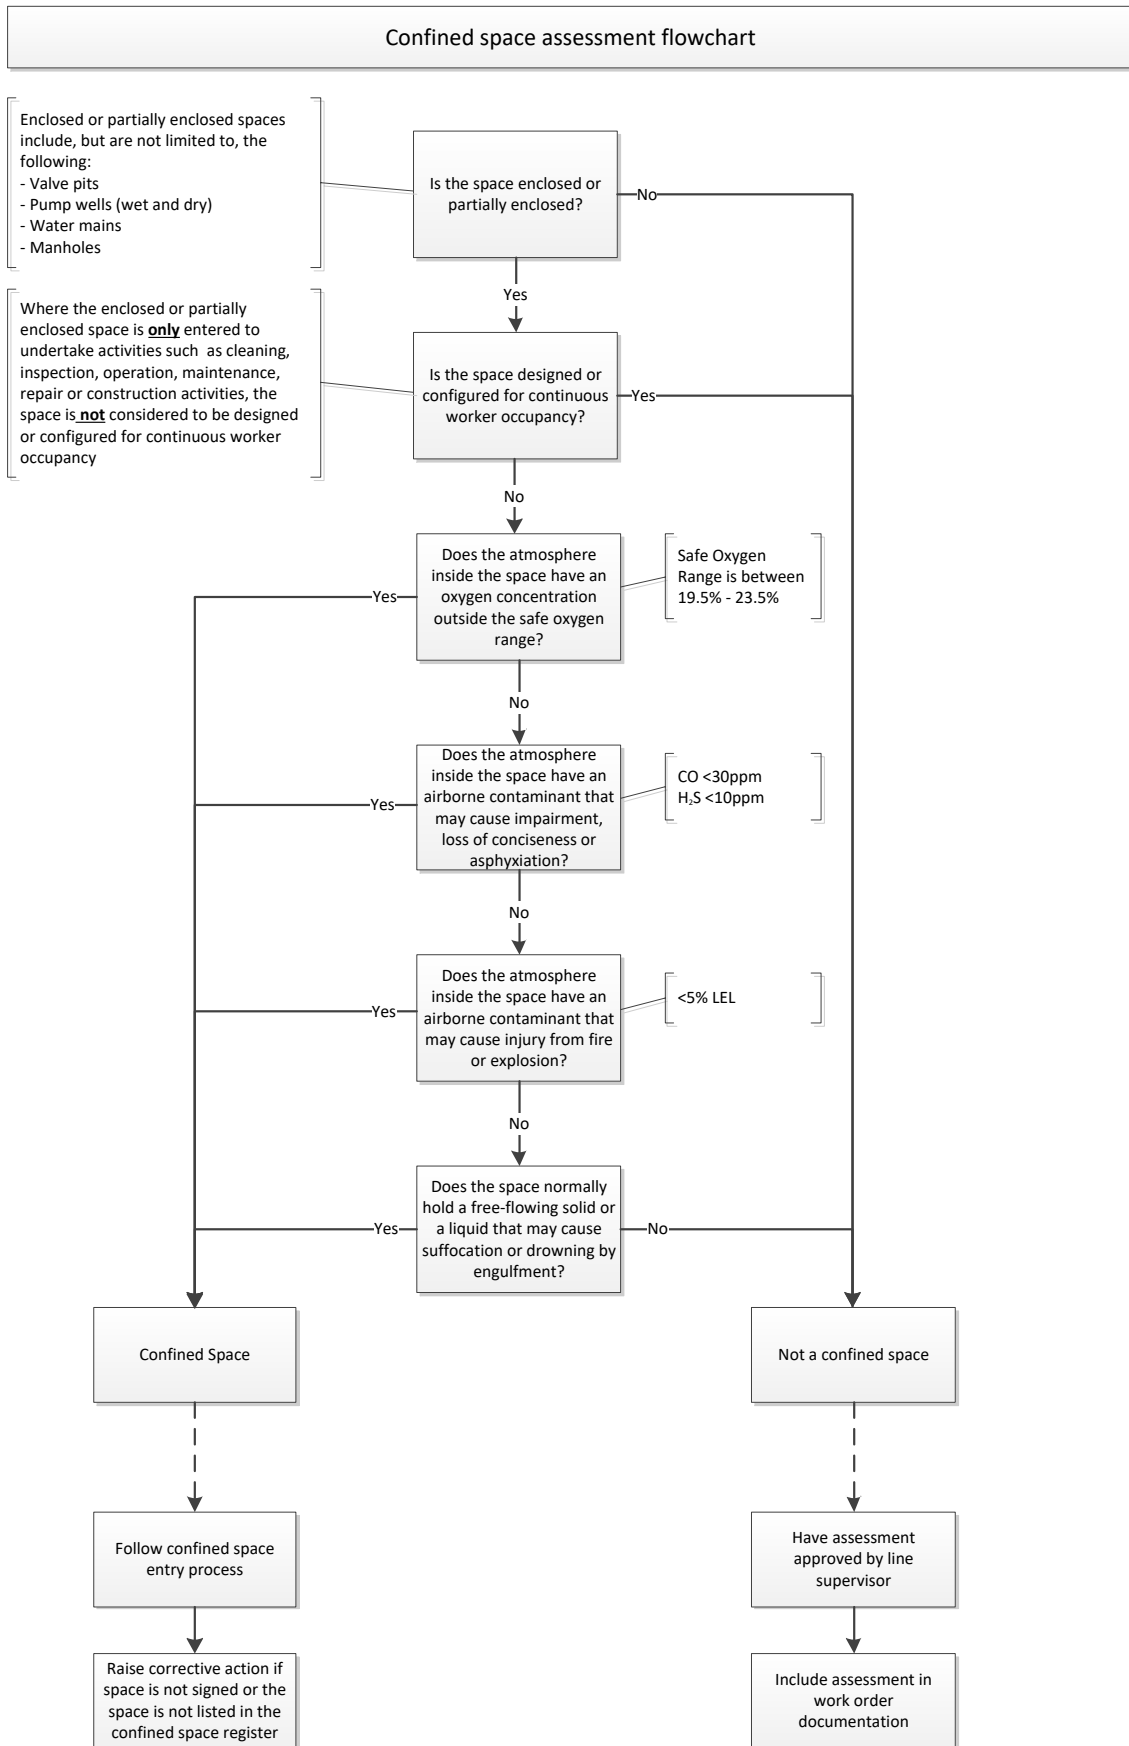 Confined space assessment flowchart
Enclosed or partially enclosed spaces
include, but are not limited to, the
following:
- Valve pits
- Pump wells (wet and dry)
- Water mains
- Manholes
Is the space enclosed or
partially enclosed?
No
Yes
Where the enclosed or partially
enclosed space is only entered to
undertake activities such  as cleaning,
inspection, operation, maintenance,
repair or construction activities, the
space is not considered to be designed
or configured for continuous worker
occupancy
Is the space designed or
configured for continuous
worker occupancy?
Yes
No
Does the atmosphere
inside the space have an
oxygen concentration
outside the safe oxygen
range?
Safe Oxygen
Range is between
19.5% - 23.5%
Yes
No
Does the atmosphere
inside the space have an
airborne contaminant that
may cause impairment,
loss of conciseness or
asphyxiation?
CO <30ppm
H₂S <10ppm
Yes
No
Does the atmosphere
inside the space have an
airborne contaminant that
may cause injury from fire
or explosion?
<5% LEL
Yes
No
Does the space normally
hold a free-flowing solid or
a liquid that may cause
suffocation or drowning by
engulfment?
Yes
No
Confined Space
Not a confined space
Follow confined space
entry process
Have assessment
approved by line
supervisor
Raise corrective action if
space is not signed or the
space is not listed in the
confined space register
Include assessment in
work order
documentation